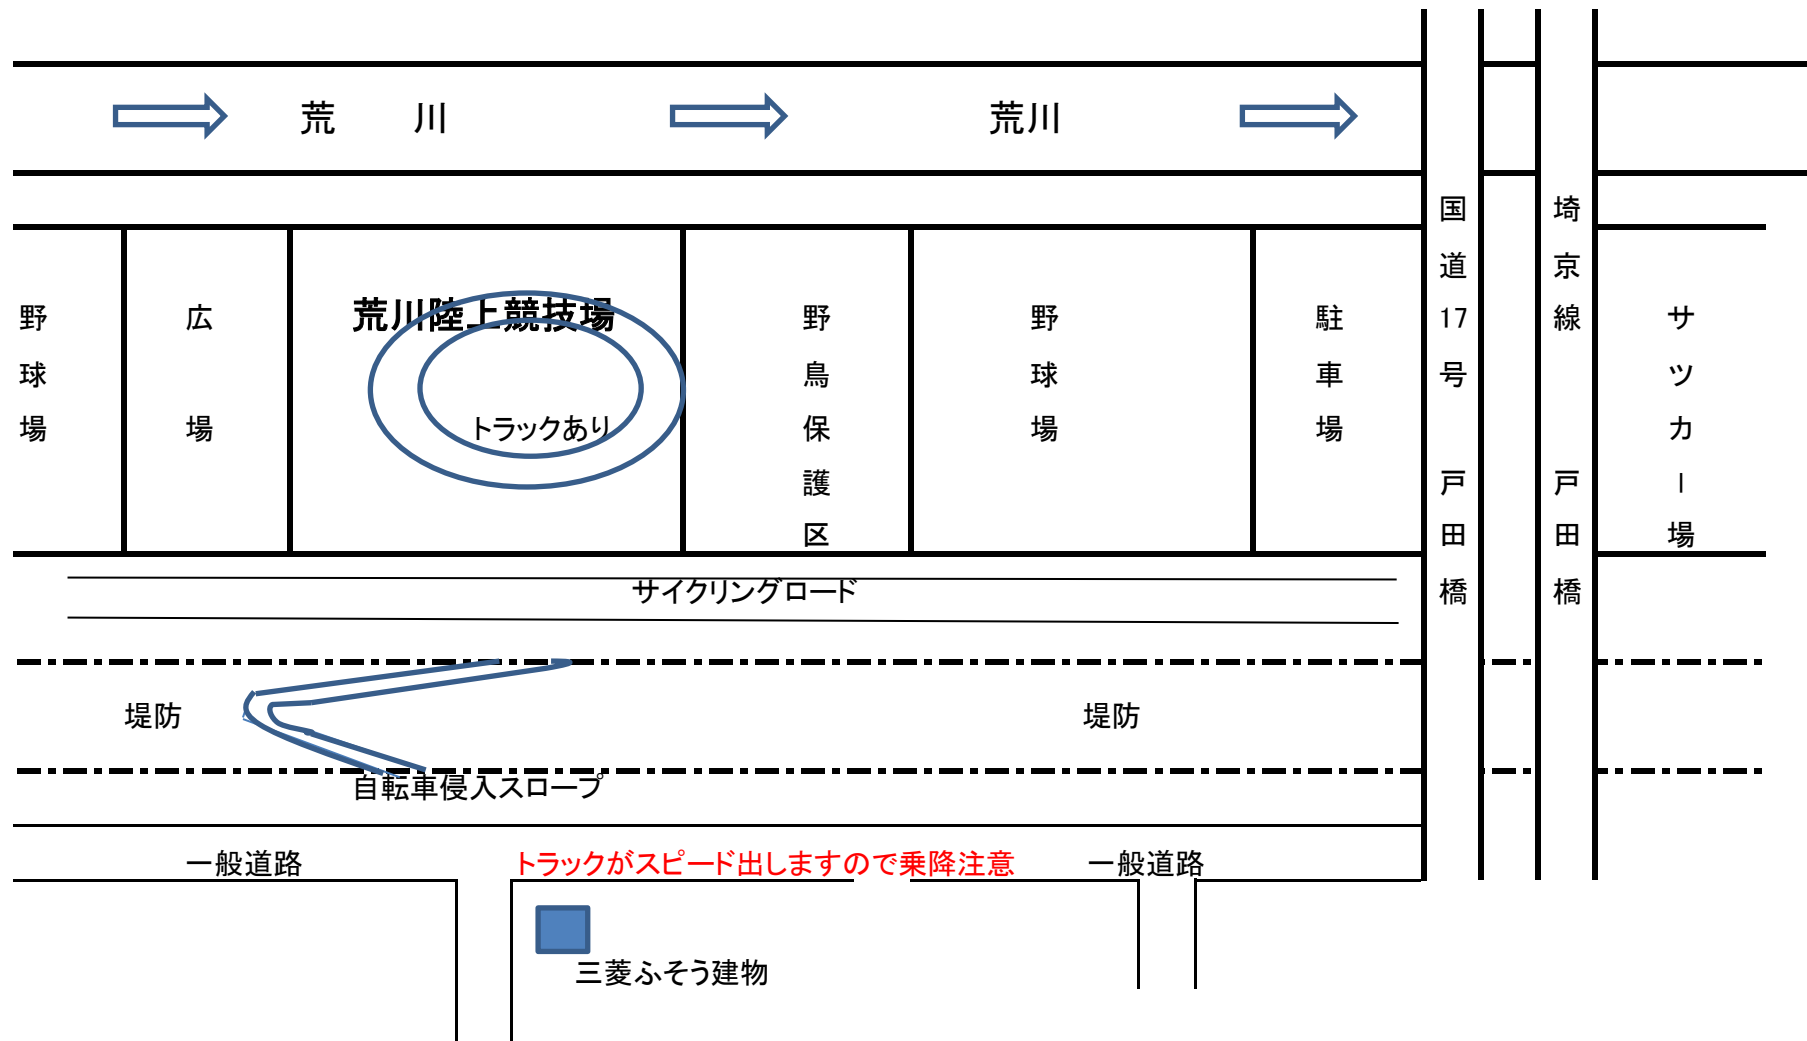 荒 川
荒川
国道17号 戸田橋
埼京線 戸田橋
野球場
広場
荒川陸上競技場
トラックあり
野鳥保護区
野球場
駐車場
サツカー場
サイクリングロード
堤防
堤防
自転車侵入スロープ
一般道路
トラックがスピード出しますので乗降注意
一般道路
三菱ふそう建物